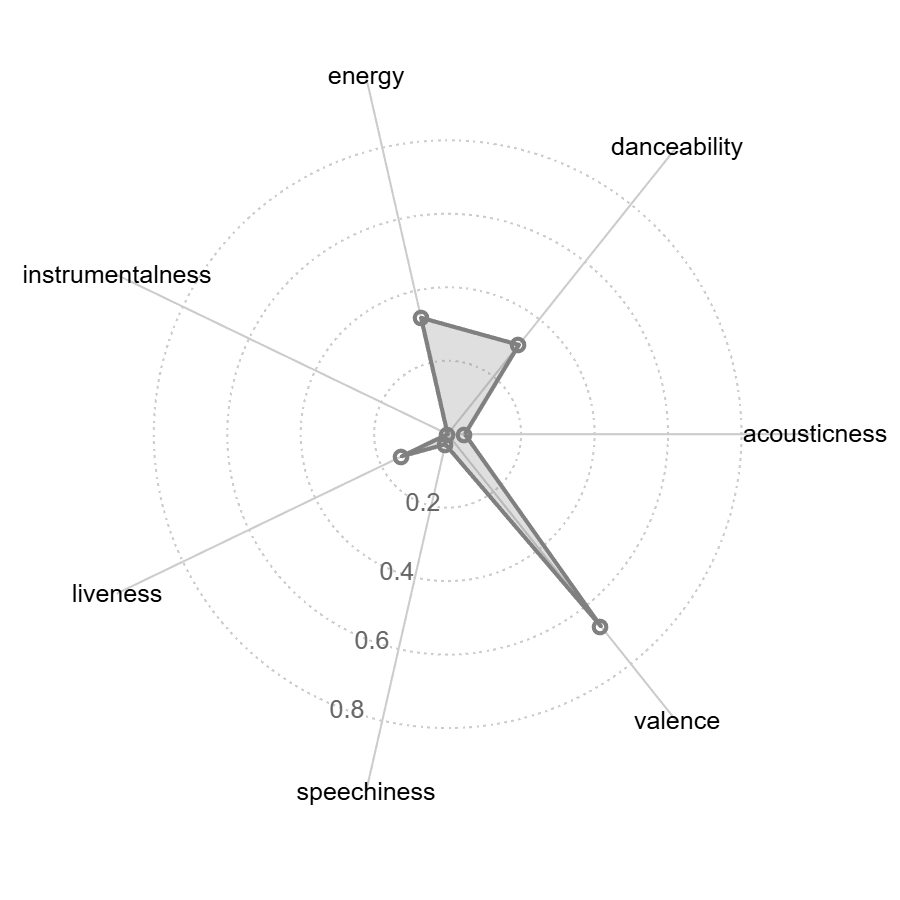 energy
danceability
instrumentalness
acousticness
0.2
0.4
liveness
0.6
0.8
valence
speechiness